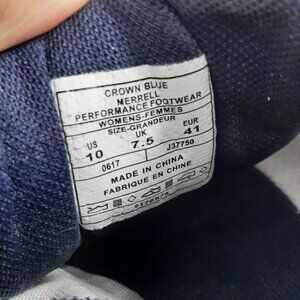 CROWN BLUE
MERRELL
PERFORMANCE FOOTWEAR
WOMENS-FEMMES
SIZE-GRANDEUR
US UK EUR
10 7.5 41
0617 J37750
MADE IN CHINA
FABRIQUE EN CHINE